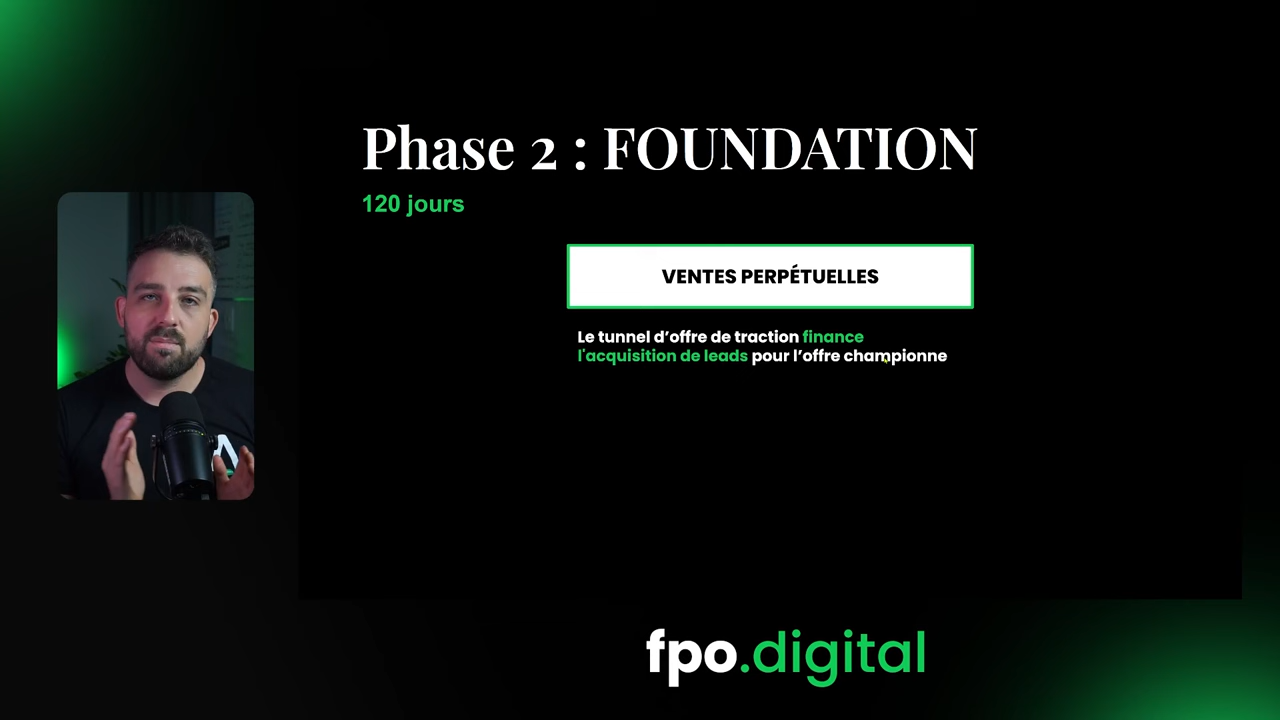 Phase 2 : FOUNDATION
120 jours
VENTES PERPÉTUELLES
Le tunnel d’offre de traction finance
l'acquisition de leads pour l’offre championne
fpo.digital